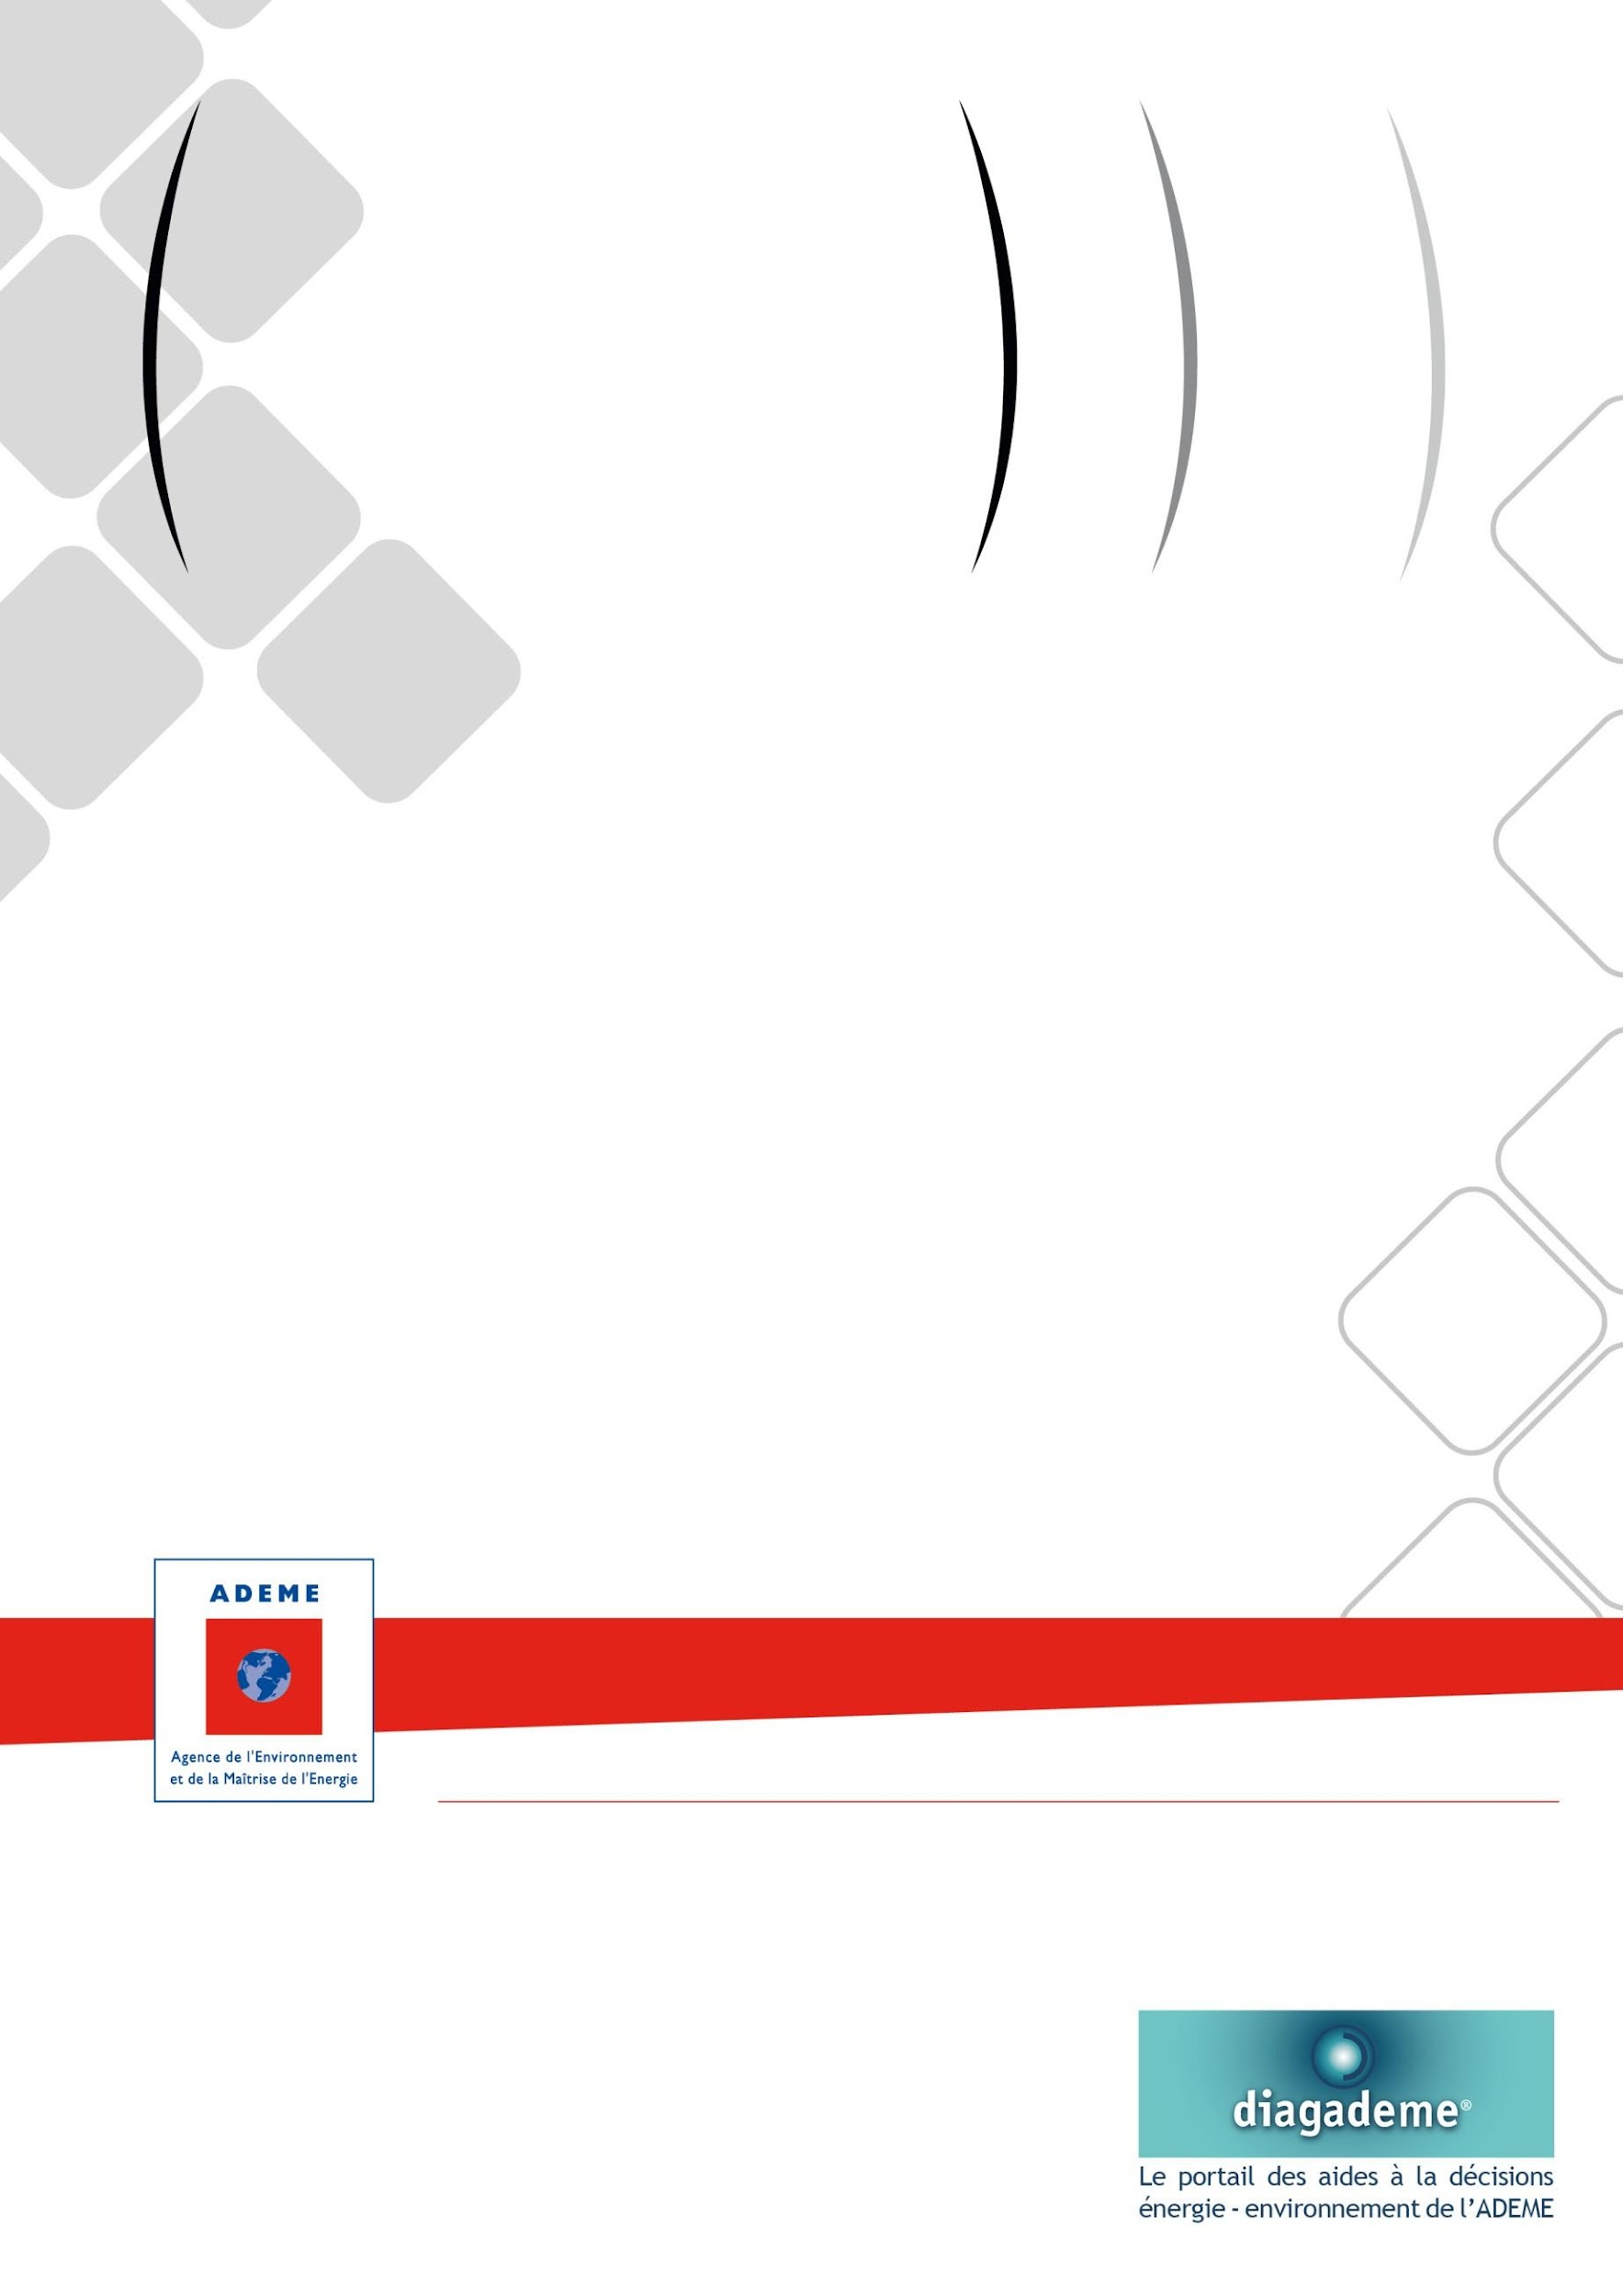 ADEME
Agence de l'Environnement
et de la Maîtrise de l'Energie
diagademe®
Le portail des aides à la décisions
énergie - environnement de l'ADEME